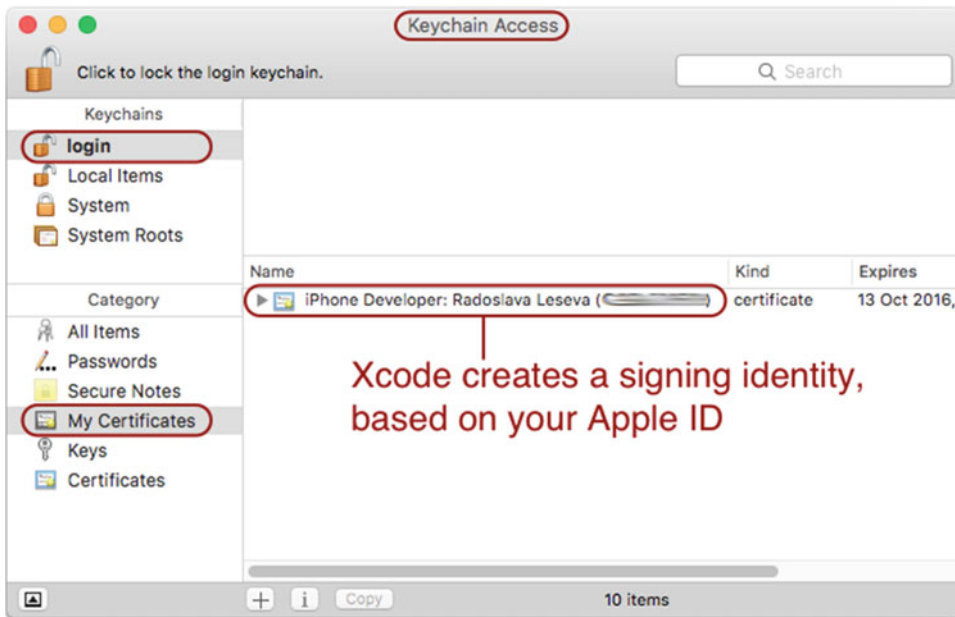 Keychain Access
Click to lock the login keychain.
Search
Keychains
login
Local Items
System
System Roots
Name Kind Expires
iPhone Developer: Radoslava Leseva ( ) certificate 13 Oct 2016,
Category
All Items
Passwords
Secure Notes
My Certificates
Keys
Certificates
Xcode creates a signing identity,
based on your Apple ID
+ i Copy 10 items